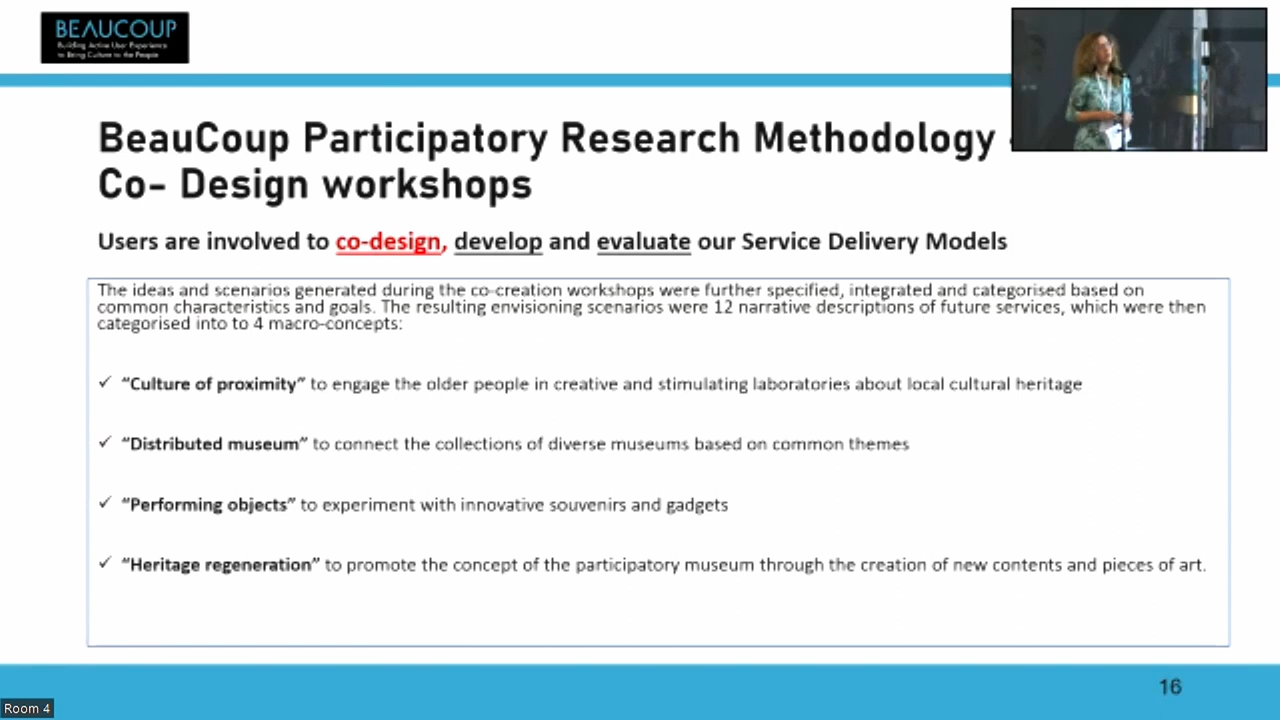 BEAUCOUP
Building Active User Experience
to Bring Culture to the People
BeauCoup Participatory Research Methodology
Co- Design workshops
Users are involved to co-design, develop and evaluate our Service Delivery Models
The ideas and scenarios generated during the co-creation workshops were further specified, integrated and categorised based on
common characteristics and goals. The resulting envisioning scenarios were 12 narrative descriptions of future services, which were then
categorised into to 4 macro-concepts:
✓ “Culture of proximity” to engage the older people in creative and stimulating laboratories about local cultural heritage
✓ “Distributed museum” to connect the collections of diverse museums based on common themes
✓ “Performing objects” to experiment with innovative souvenirs and gadgets
✓ “Heritage regeneration” to promote the concept of the participatory museum through the creation of new contents and pieces of art.
16
Room 4